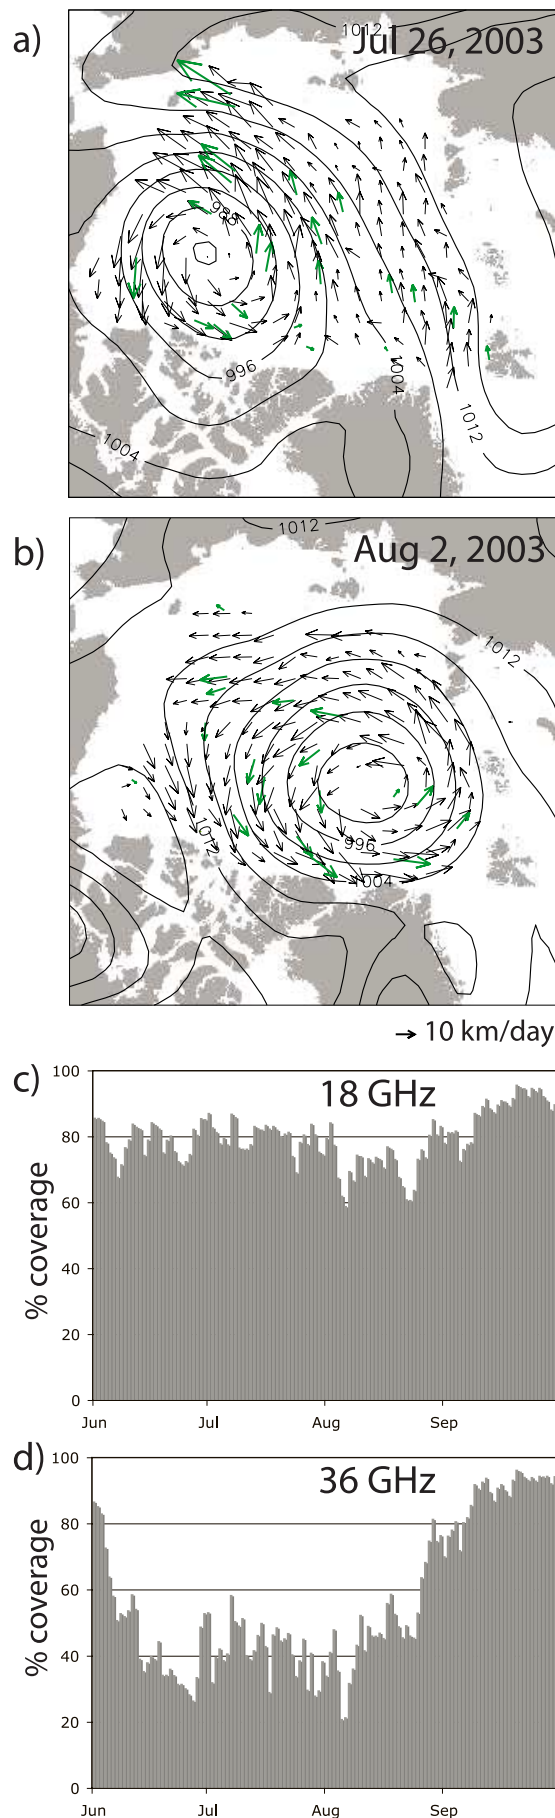 a)
Jul 26, 2003
1012
988
996
1004
1004
1012
b)
Aug 2, 2003
1012
1012
1012
996
1004
10 km/day
c)
18 GHz
% coverage
100
80
60
40
20
0
Jun Jul Aug Sep
d)
36 GHz
% coverage
100
80
60
40
20
0
Jun Jul Aug Sep